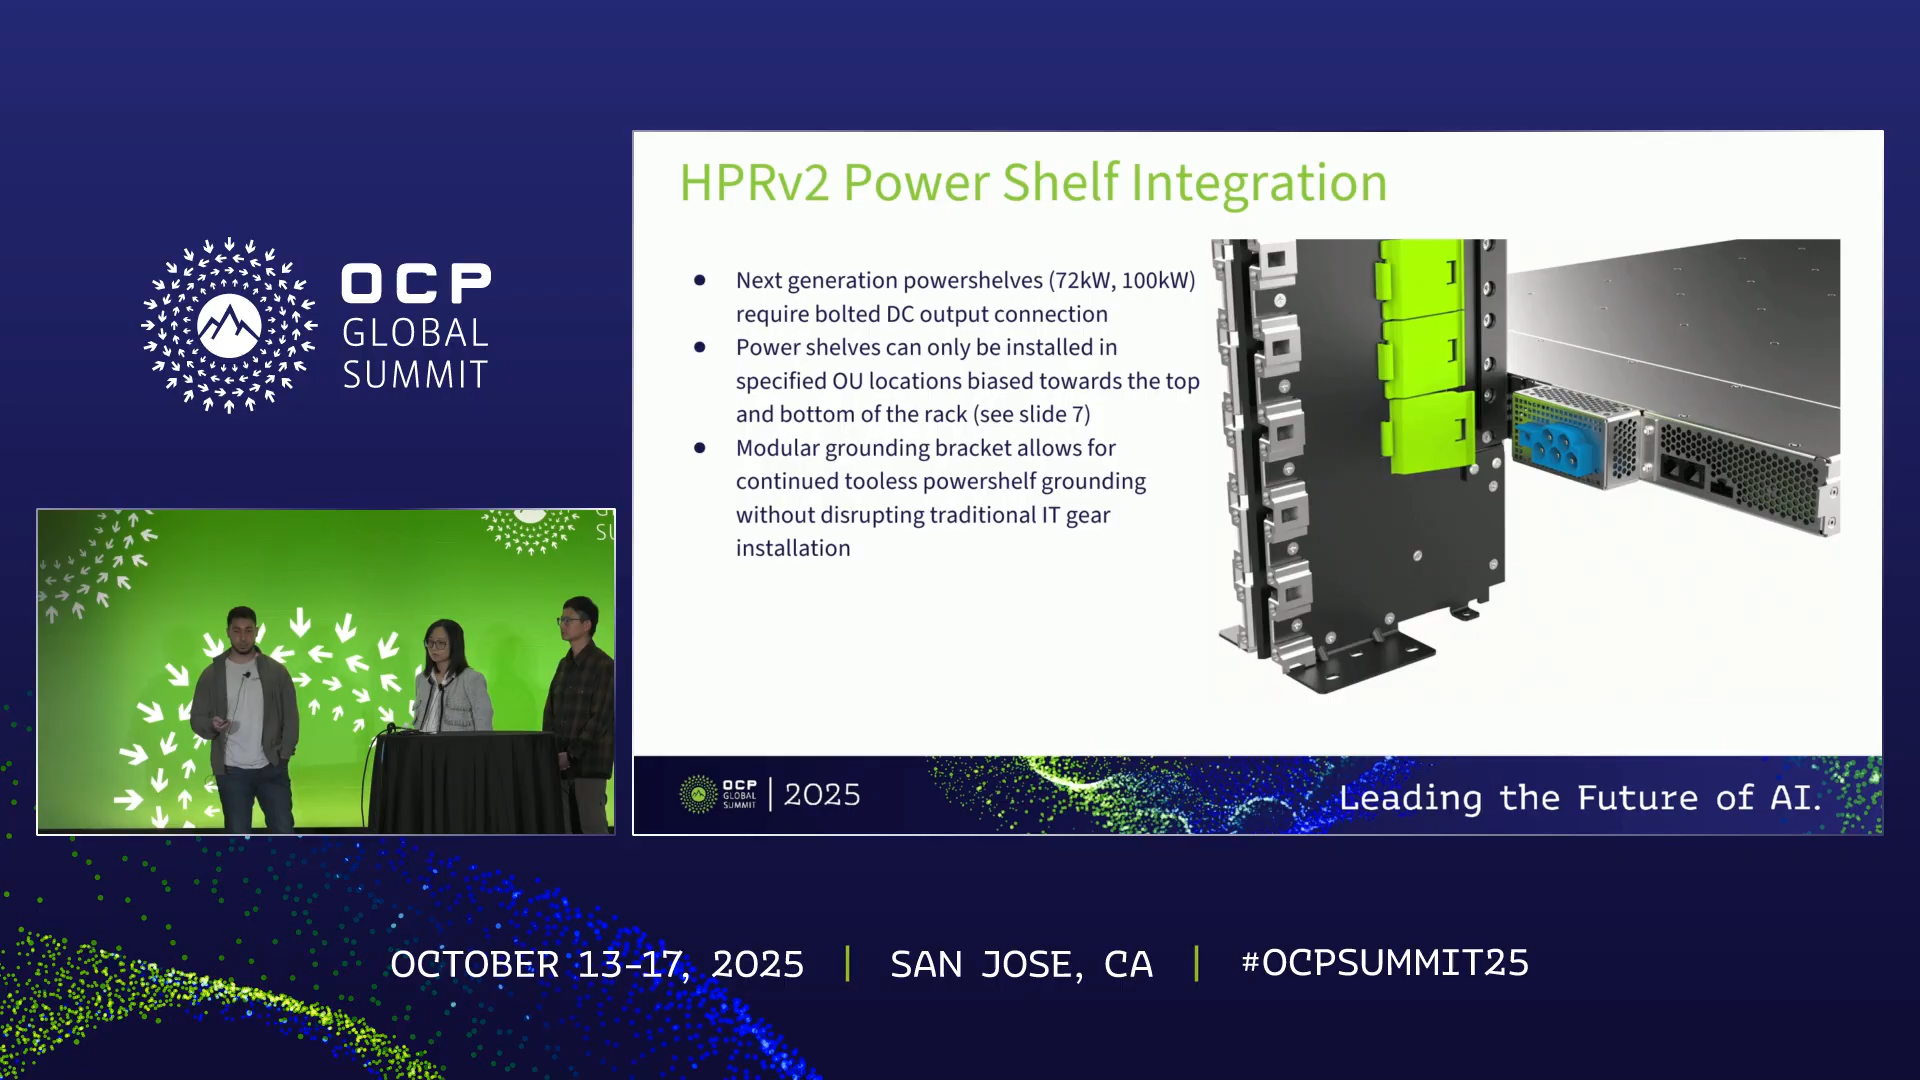 OCP
GLOBAL
SUMMIT
HPRv2 Power Shelf Integration
● Next generation powershelves (72kW, 100kW)
require bolted DC output connection
● Power shelves can only be installed in
specified OU locations biased towards the top
and bottom of the rack (see slide 7)
● Modular grounding bracket allows for
continued tooless powershelf grounding
without disrupting traditional IT gear
installation
OCP
GLOBAL
SUMMIT
2025
Leading the Future of AI.
OCTOBER 13-17, 2025 | SAN JOSE, CA | #OCPSUMMIT25